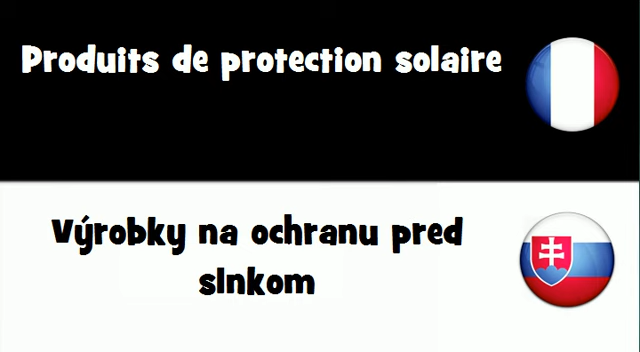 Produits de protection solaire
Výrobky na ochranu pred
slnkom